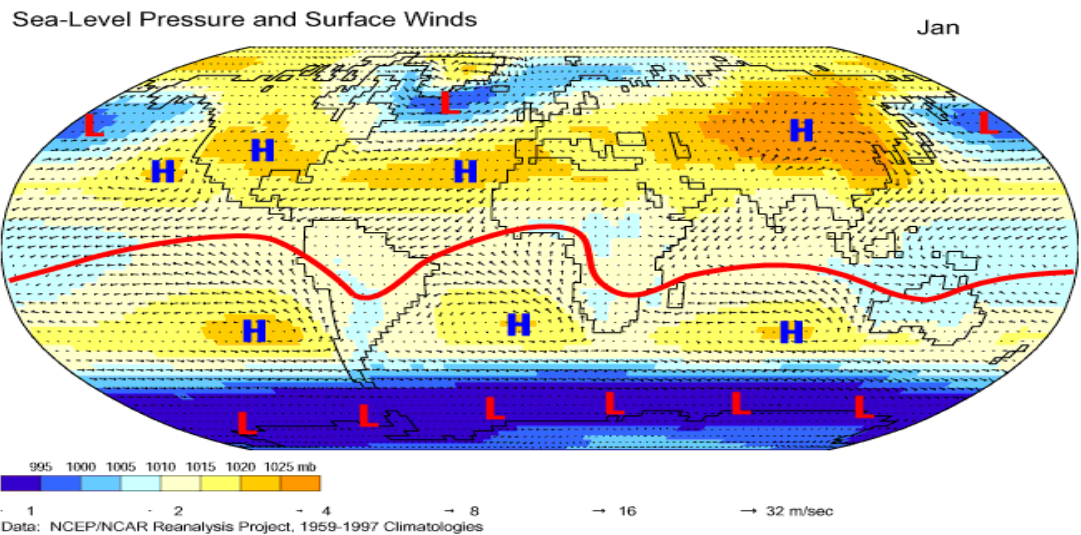 Sea-Level Pressure and Surface Winds
Jan
L
L
L
H
H
H
H
H
H
H
L
L
L
L
L
L
995 1000 1005 1010 1015 1020 1025 mb
1 2 → 4 → 8 → 16 → 32 m/sec
Data: NCEP/NCAR Reanalysis Project, 1959-1997 Climatologies